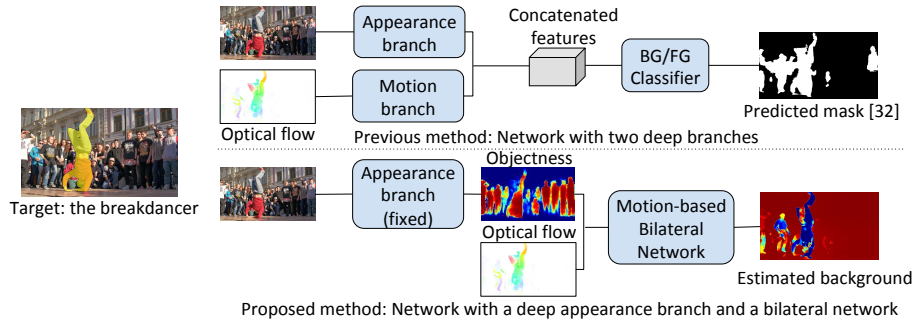 Target: the breakdancer
Appearance
branch
Optical flow
Motion
branch
Concatenated
features
BG/FG
Classifier
Predicted mask [32]
Previous method: Network with two deep branches
Appearance
branch
(fixed)
Objectness
Optical flow
Motion-based
Bilateral
Network
Estimated background
Proposed method: Network with a deep appearance branch and a bilateral network